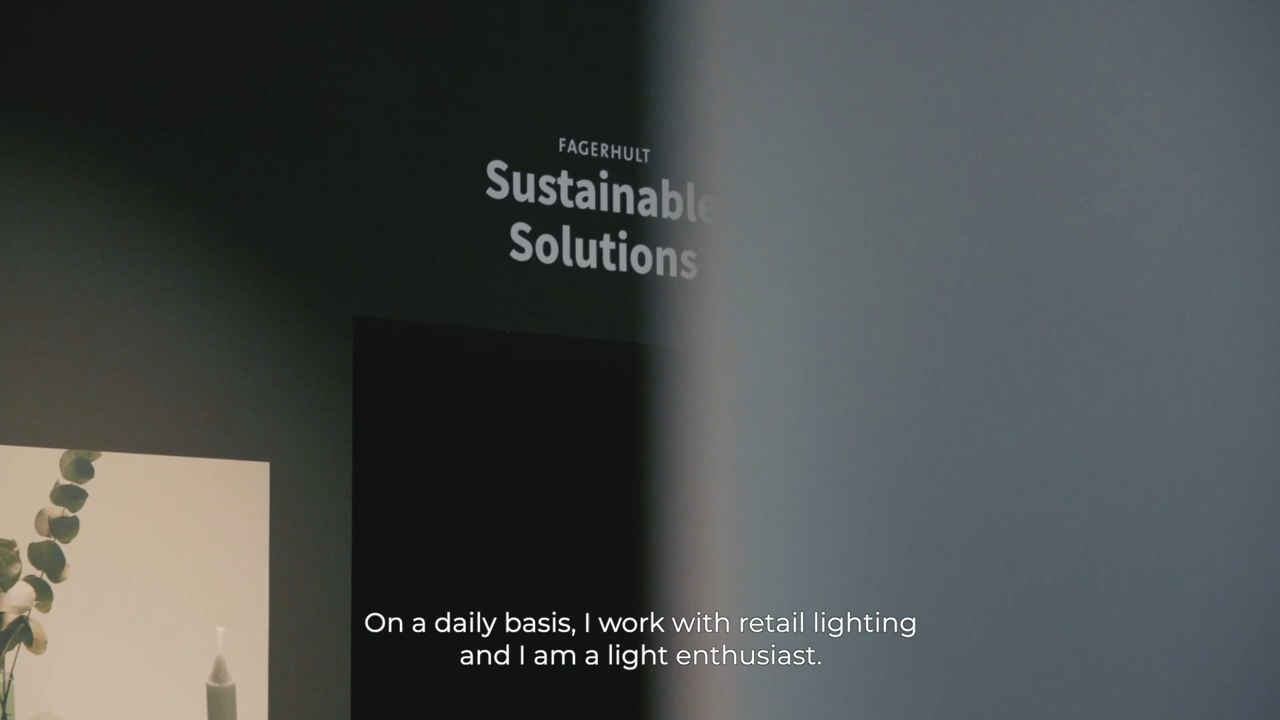 FAGERHULT
Sustainable
Solutions
On a daily basis, I work with retail lighting
and I am a light enthusiast.